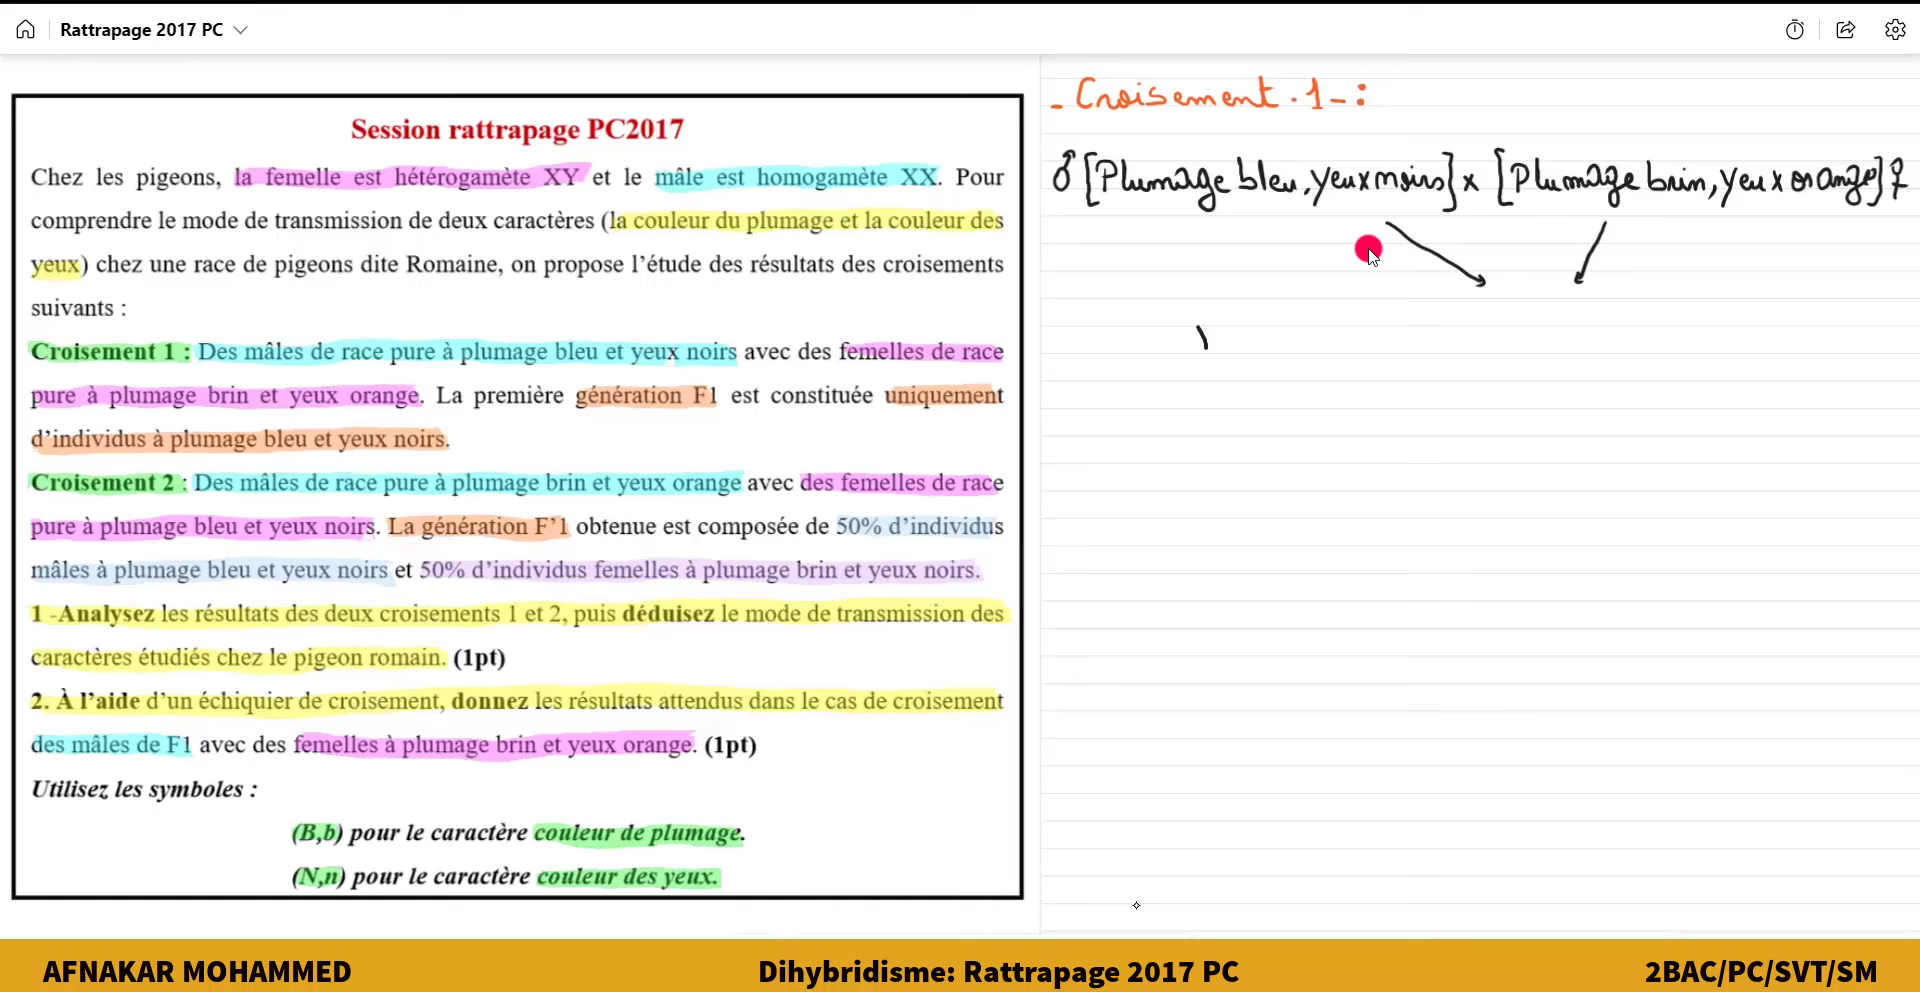 Rattrapage 2017 PC
Session rattrapage PC2017
Chez les pigeons, la femelle est hétérogamète XY et le mâle est homogamète XX. Pour
comprendre le mode de transmission de deux caractères (la couleur du plumage et la couleur des
yeux) chez une race de pigeons dite Romaine, on propose l'étude des résultats des croisements
suivants :
Croisement 1 : Des mâles de race pure à plumage bleu et yeux noirs avec des femelles de race
pure à plumage brin et yeux orange. La première génération F1 est constituée uniquement
d'individus à plumage bleu et yeux noirs.
Croisement 2 : Des mâles de race pure à plumage brin et yeux orange avec des femelles de race
pure à plumage bleu et yeux noirs. La génération F'1 obtenue est composée de 50% d'individus
mâles à plumage bleu et yeux noirs et 50% d'individus femelles à plumage brin et yeux noirs.
1 -Analysez les résultats des deux croisements 1 et 2, puis déduisez le mode de transmission des
caractères étudiés chez le pigeon romain. (1pt)
2. À l'aide d'un échiquier de croisement, donnez les résultats attendus dans le cas de croisement
des mâles de F1 avec des femelles à plumage brin et yeux orange. (1pt)
Utilisez les symboles :
(B,b) pour le caractère couleur de plumage.
(N,n) pour le caractère couleur des yeux.
- Croisement.1- :
♂ [Plumage bleu, yeux noirs] x [Plumage brin, yeux orange] ♀
AFNAKAR MOHAMMED
Dihybridisme: Rattrapage 2017 PC
2BAC/PC/SVT/SM